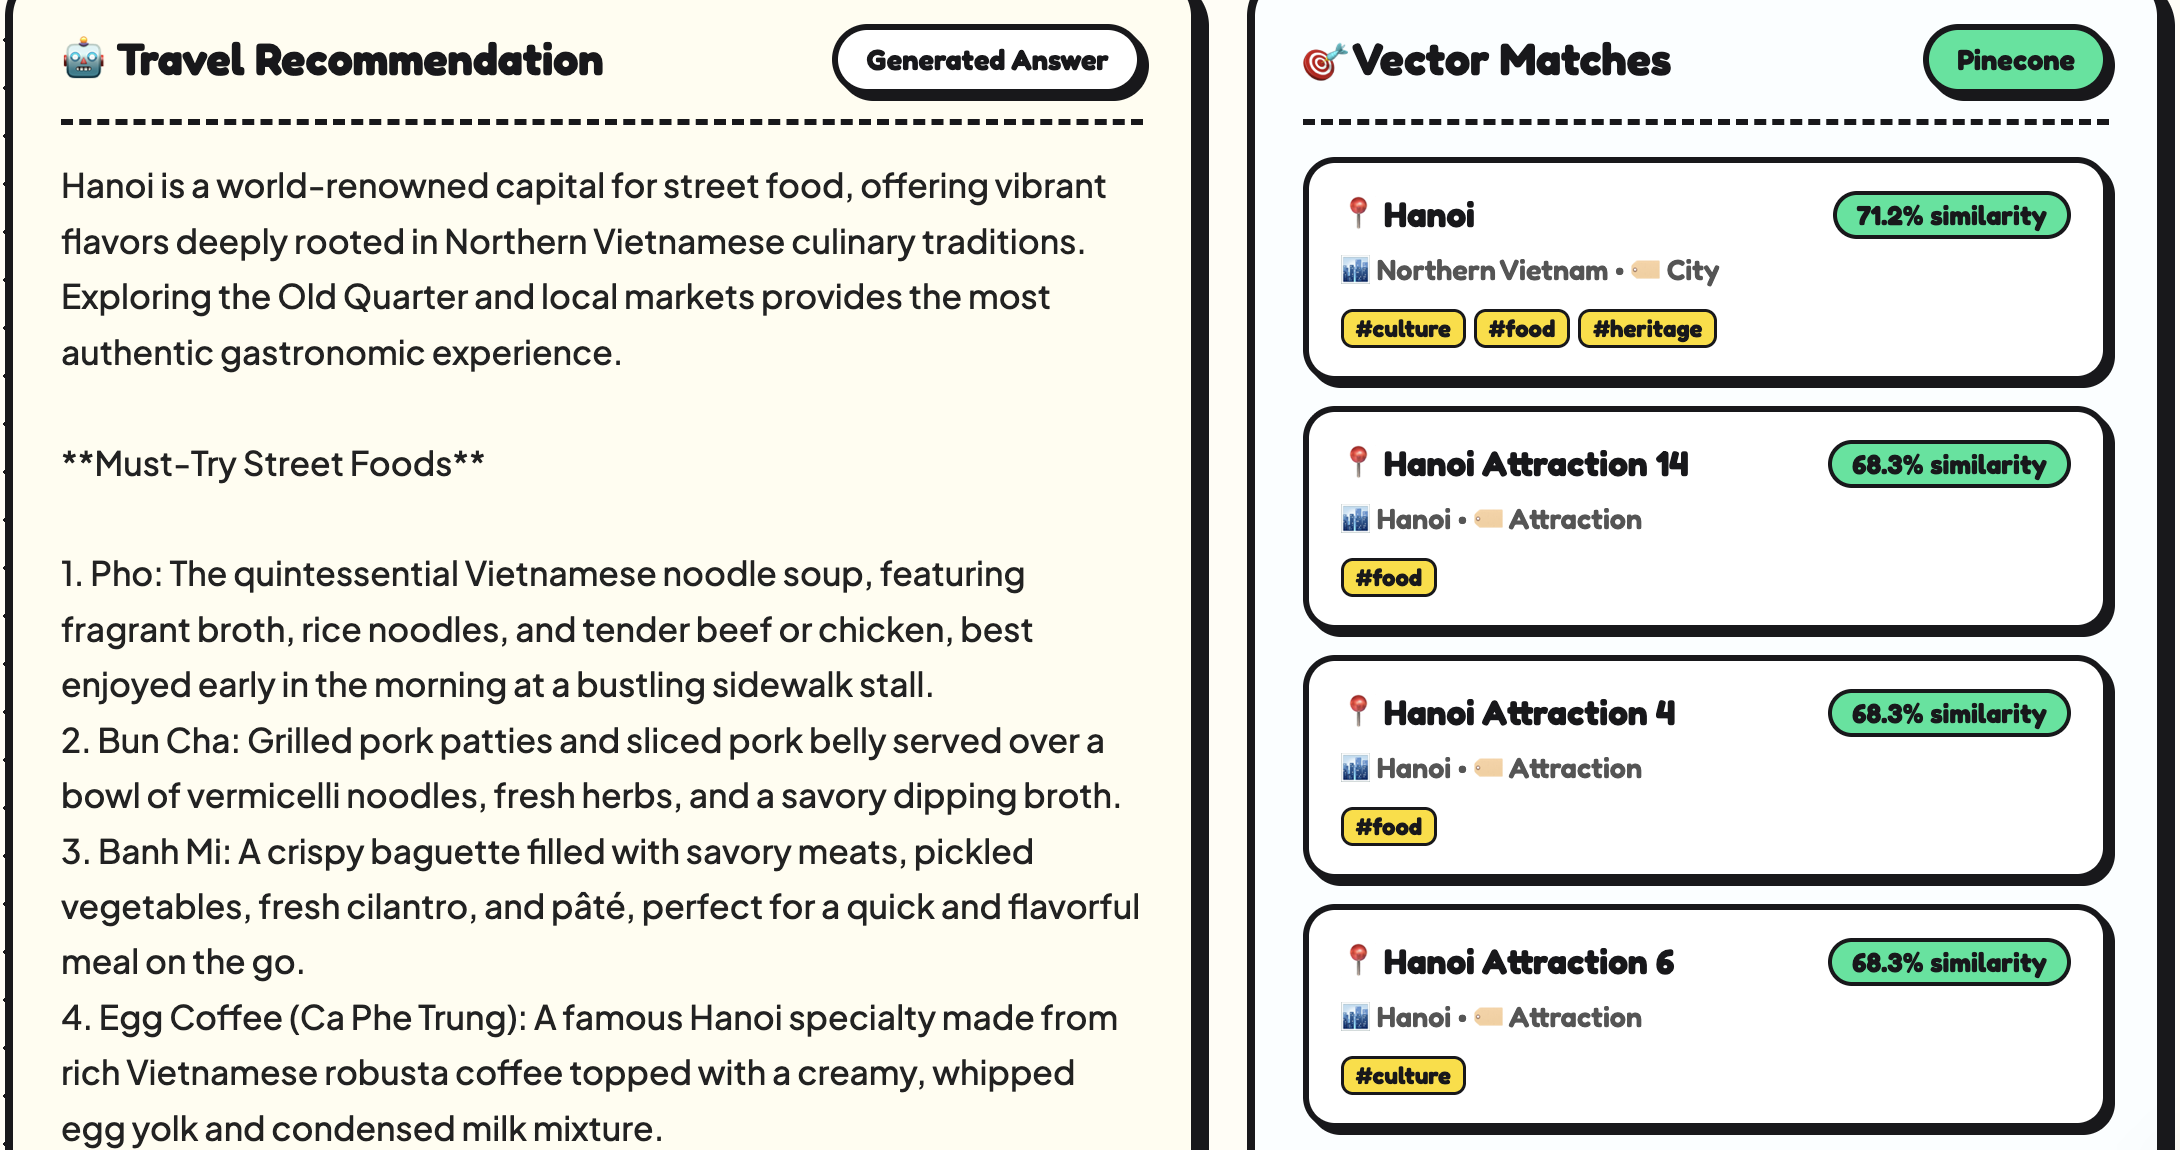 Travel Recommendation
Generated Answer
Hanoi is a world-renowned capital for street food, offering vibrant
flavors deeply rooted in Northern Vietnamese culinary traditions.
Exploring the Old Quarter and local markets provides the most
authentic gastronomic experience.
**Must-Try Street Foods**
1. Pho: The quintessential Vietnamese noodle soup, featuring
fragrant broth, rice noodles, and tender beef or chicken, best
enjoyed early in the morning at a bustling sidewalk stall.
2. Bun Cha: Grilled pork patties and sliced pork belly served over a
bowl of vermicelli noodles, fresh herbs, and a savory dipping broth.
3. Banh Mi: A crispy baguette filled with savory meats, pickled
vegetables, fresh cilantro, and pâté, perfect for a quick and flavorful
meal on the go.
4. Egg Coffee (Ca Phe Trung): A famous Hanoi specialty made from
rich Vietnamese robusta coffee topped with a creamy, whipped
egg yolk and condensed milk mixture.
Vector Matches
Pinecone
Hanoi
71.2% similarity
Northern Vietnam • City
#culture #food #heritage
Hanoi Attraction 14
68.3% similarity
Hanoi • Attraction
#food
Hanoi Attraction 4
68.3% similarity
Hanoi • Attraction
#food
Hanoi Attraction 6
68.3% similarity
Hanoi • Attraction
#culture